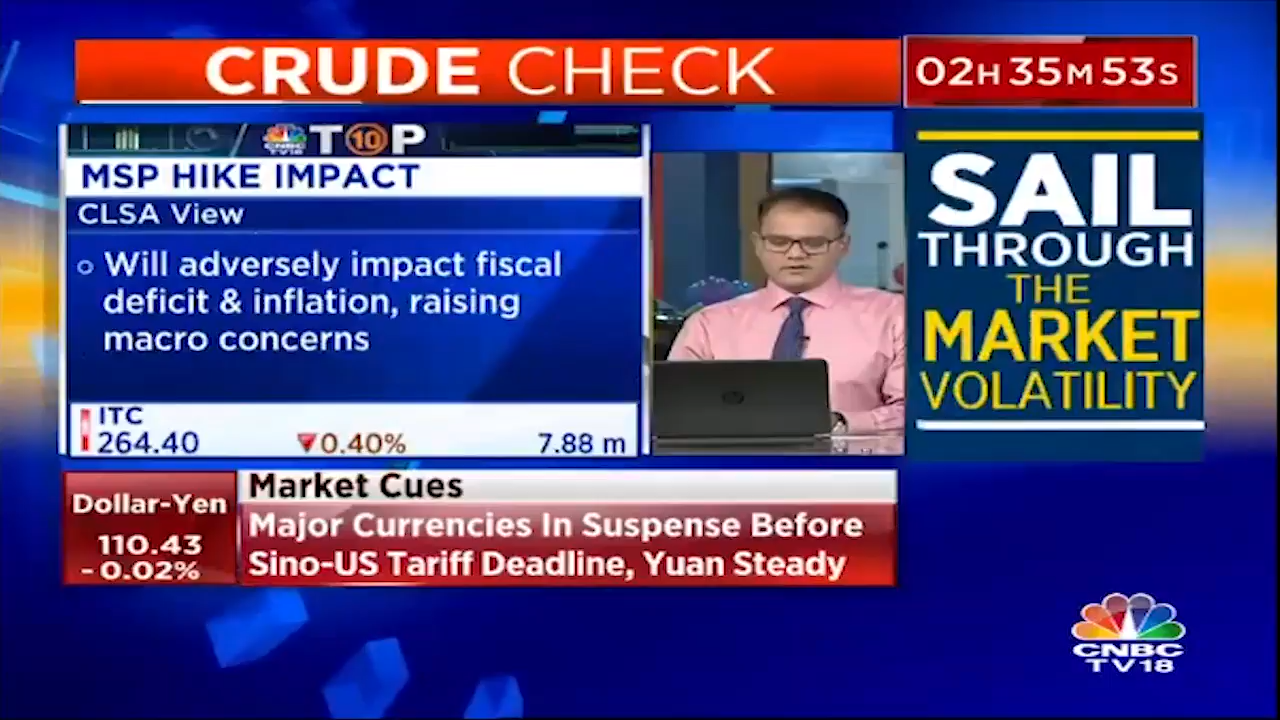 CRUDE CHECK
02H 35M 53S
CNBC TV18 TOP 10
MSP HIKE IMPACT
CLSA View
Will adversely impact fiscal
deficit & inflation, raising
macro concerns
ITC
264.40 ▼0.40% 7.88 m
SAIL
THROUGH
THE
MARKET
VOLATILITY
Dollar-Yen
110.43
- 0.02%
Market Cues
Major Currencies In Suspense Before
Sino-US Tariff Deadline, Yuan Steady
CNBC
TV18